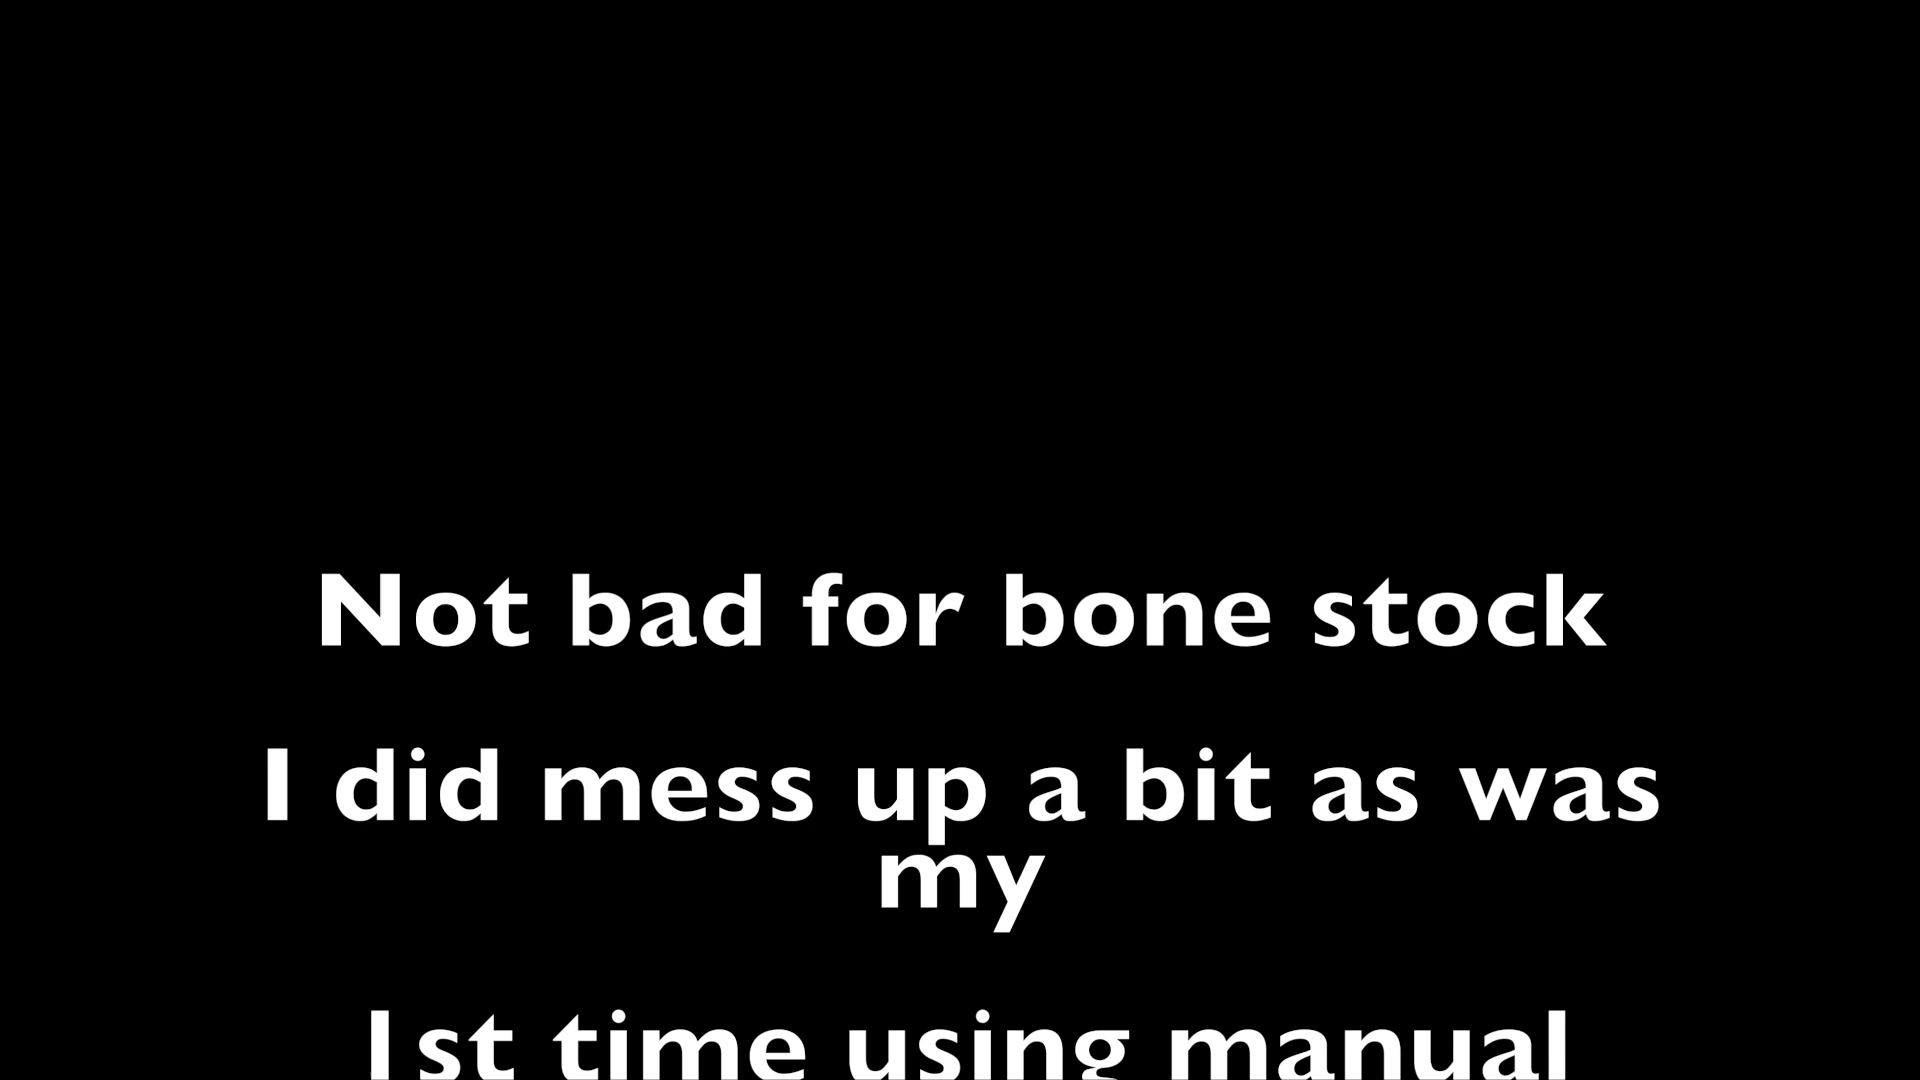 Not bad for bone stock
I did mess up a bit as was
my
1st time using manual